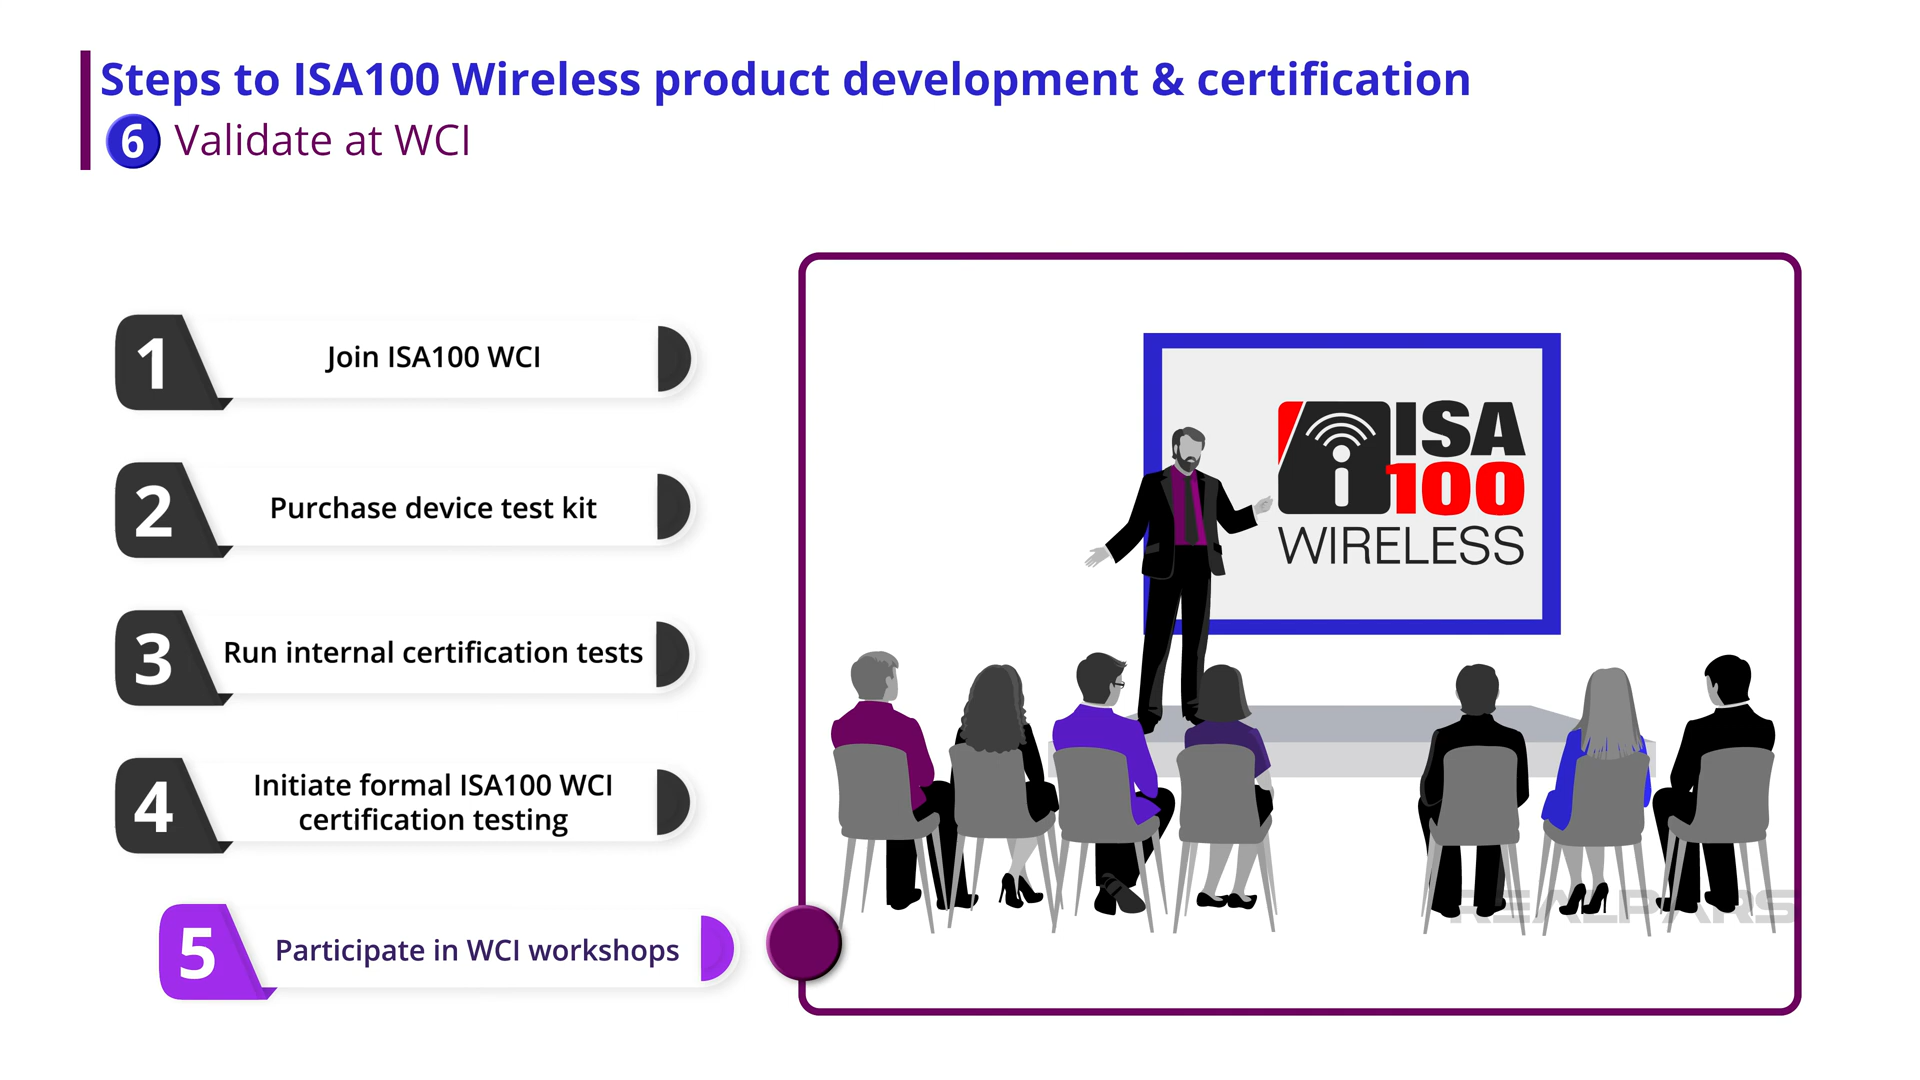 Steps to ISA100 Wireless product development & certification
6 Validate at WCI
1 Join ISA100 WCI
2 Purchase device test kit
3 Run internal certification tests
4 Initiate formal ISA100 WCI
certification testing
5 Participate in WCI workshops
ISA
100
WIRELESS
REALPARS